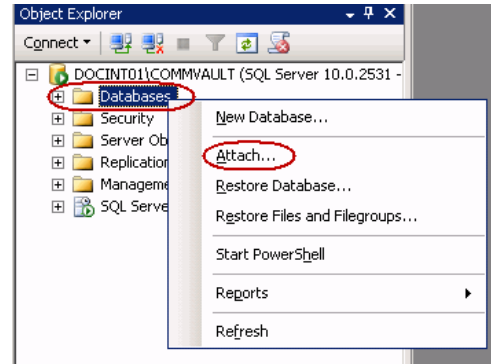 Object Explorer
Connect
DOCINT01\COMMVAULT (SQL Server 10.0.2531 -
Databases
Security
Server Ob
Replication
Manageme
SQL Serve
New Database...
Attach...
Restore Database...
Restore Files and Filegroups...
Start PowerShell
Reports
Refresh